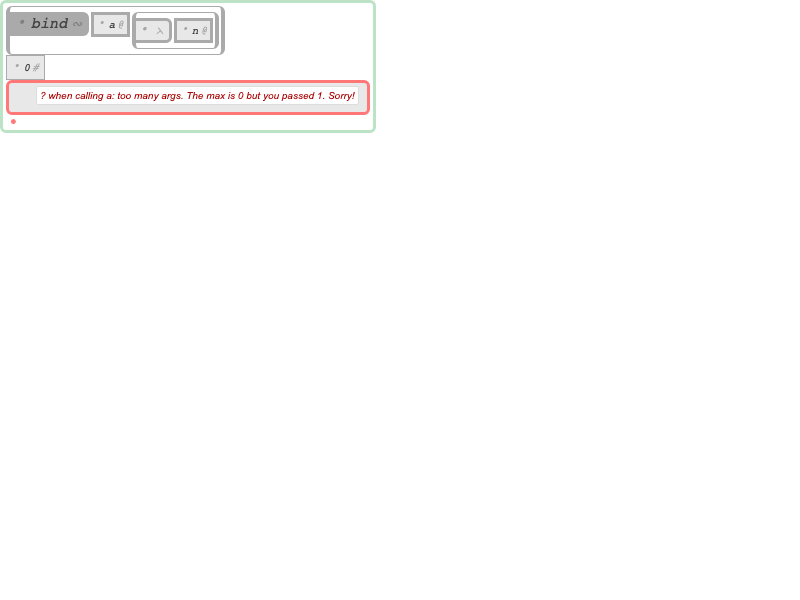 * bind ∾ * a @ * λ * n @
* 0 #
? when calling a: too many args. The max is 0 but you passed 1. Sorry!